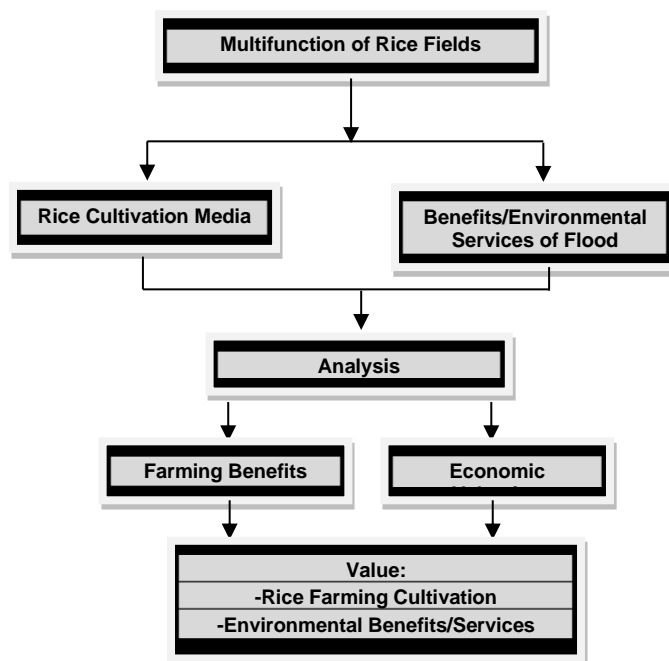 Multifunction of Rice Fields
Rice Cultivation Media
Benefits/Environmental
Services of Flood
Analysis
Farming Benefits
Economic
Value:
-Rice Farming Cultivation
-Environmental Benefits/Services